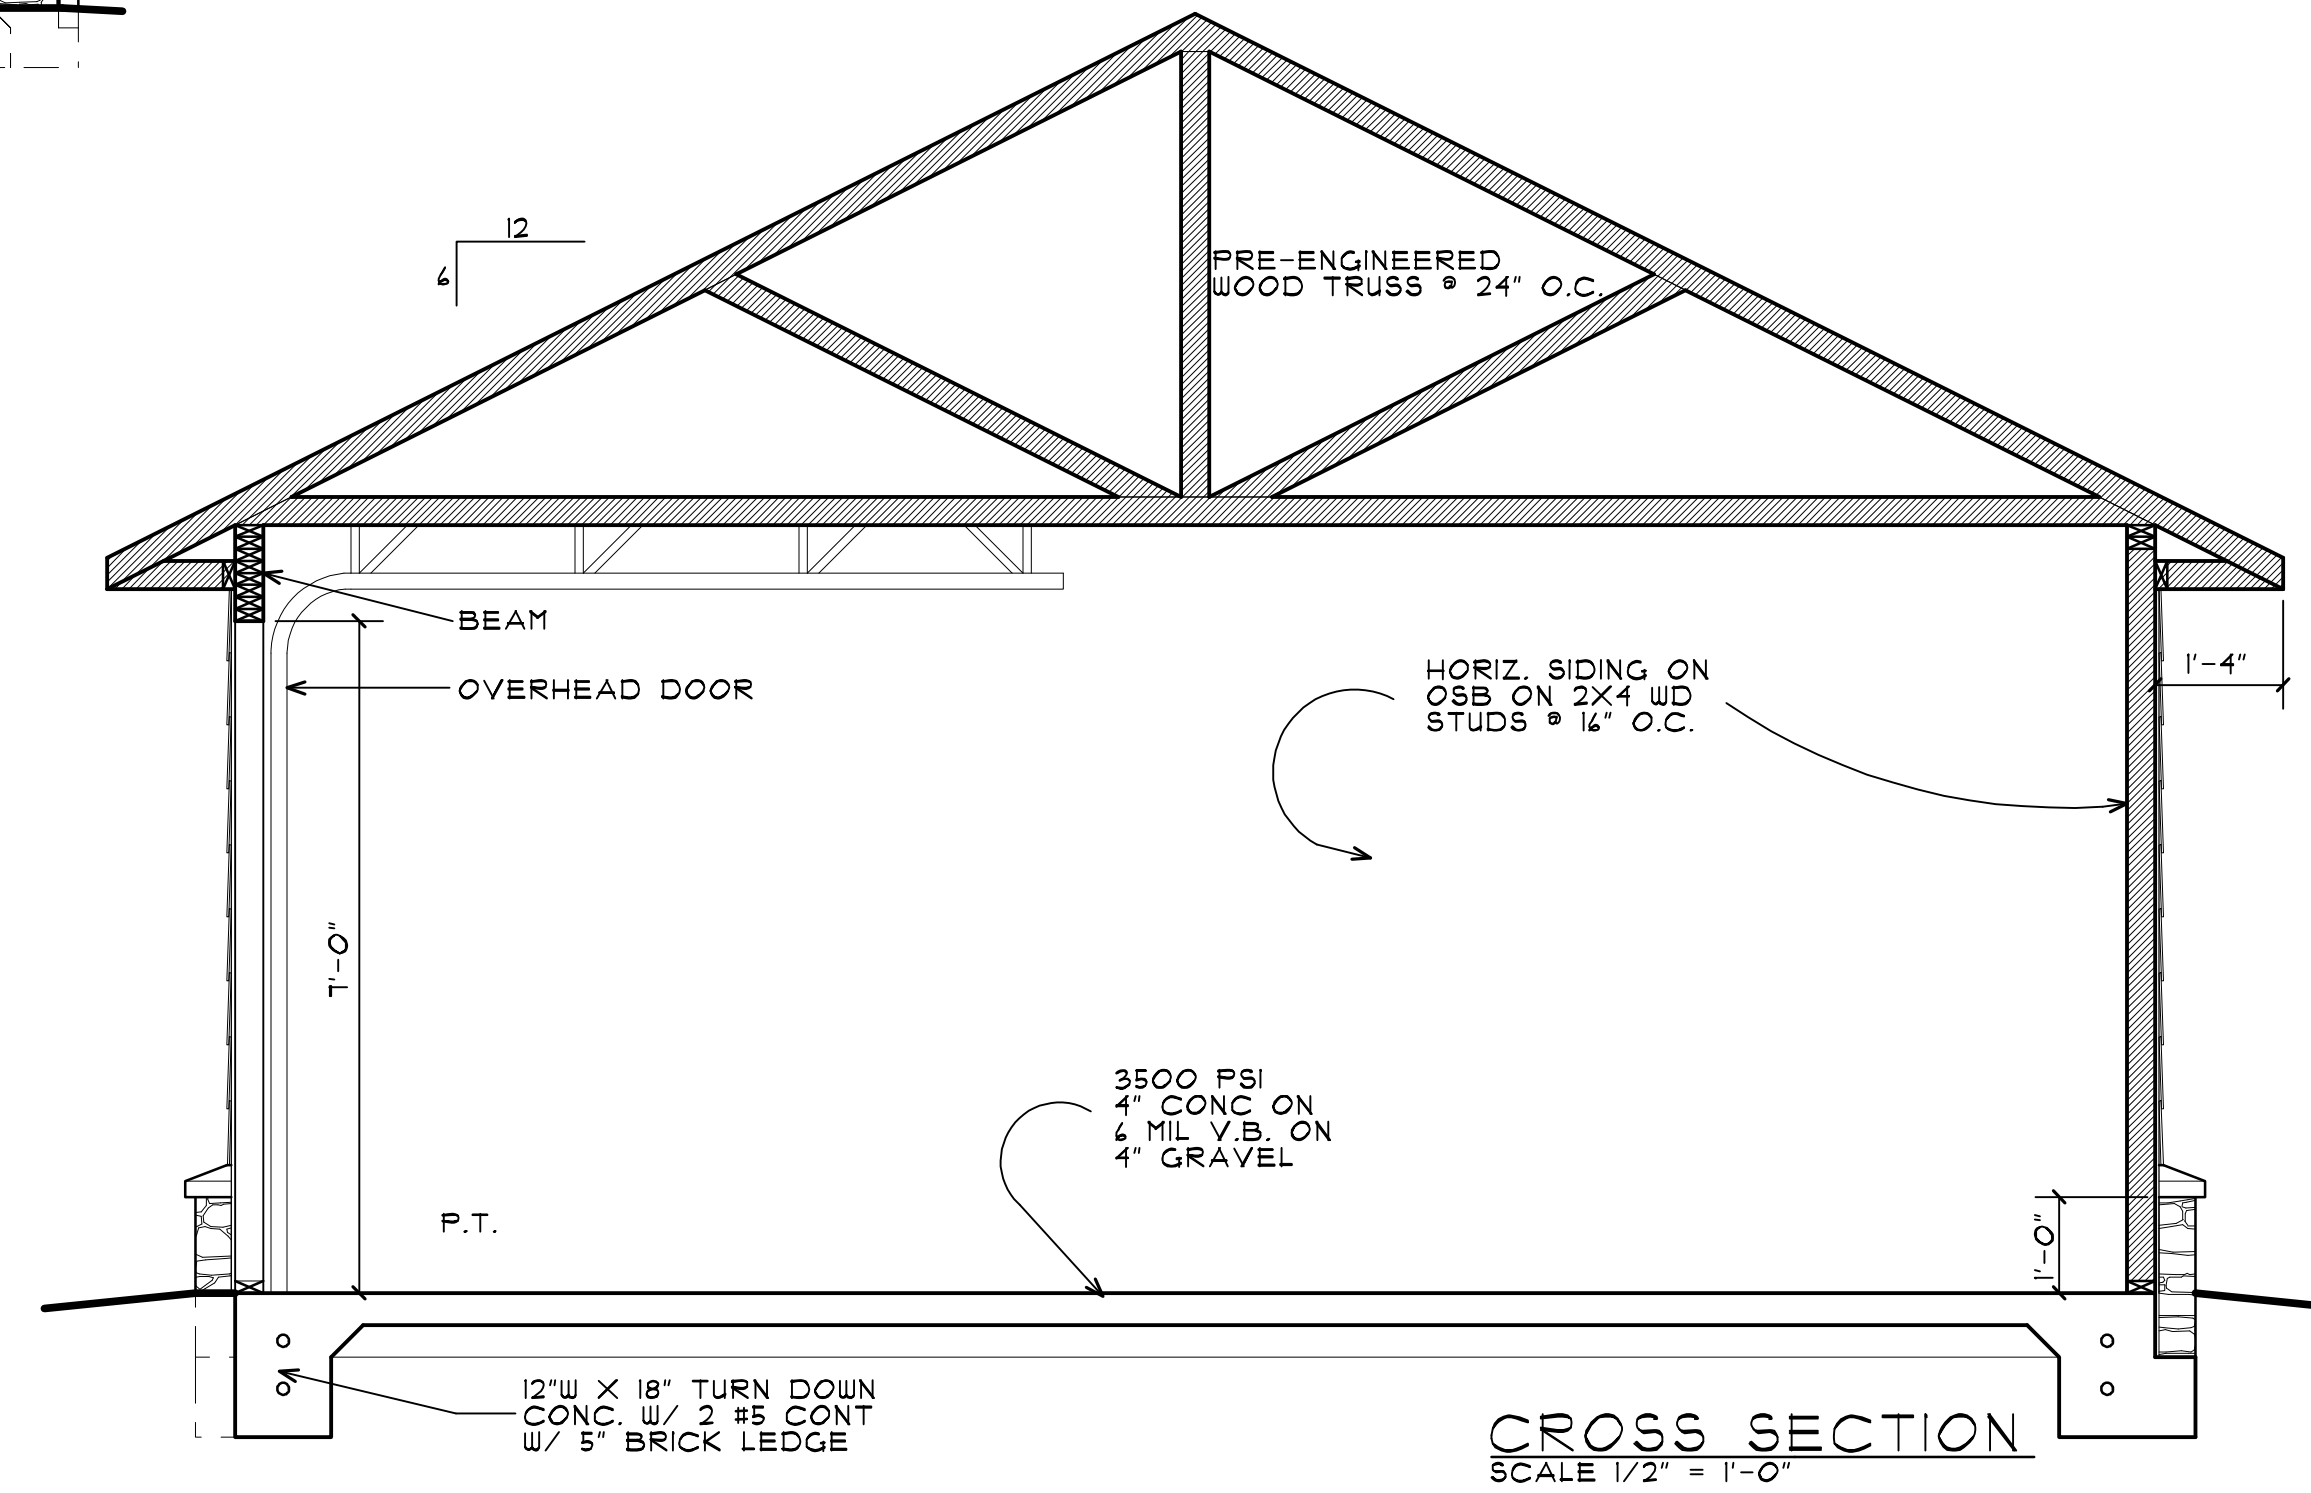 12
6
PRE-ENGINEERED
WOOD TRUSS @ 24" O.C.
BEAM
OVERHEAD DOOR
HORIZ. SIDING ON
OSB ON 2X4 WD
STUDS @ 16" O.C.
1'-4"
7'-0"
3500 PSI
4" CONC ON
6 MIL V.B. ON
4" GRAVEL
P.T.
1'-0"
12"W X 18" TURN DOWN
CONC. W/ 2 #5 CONT
W/ 5" BRICK LEDGE
CROSS SECTION
SCALE 1/2" = 1'-0"